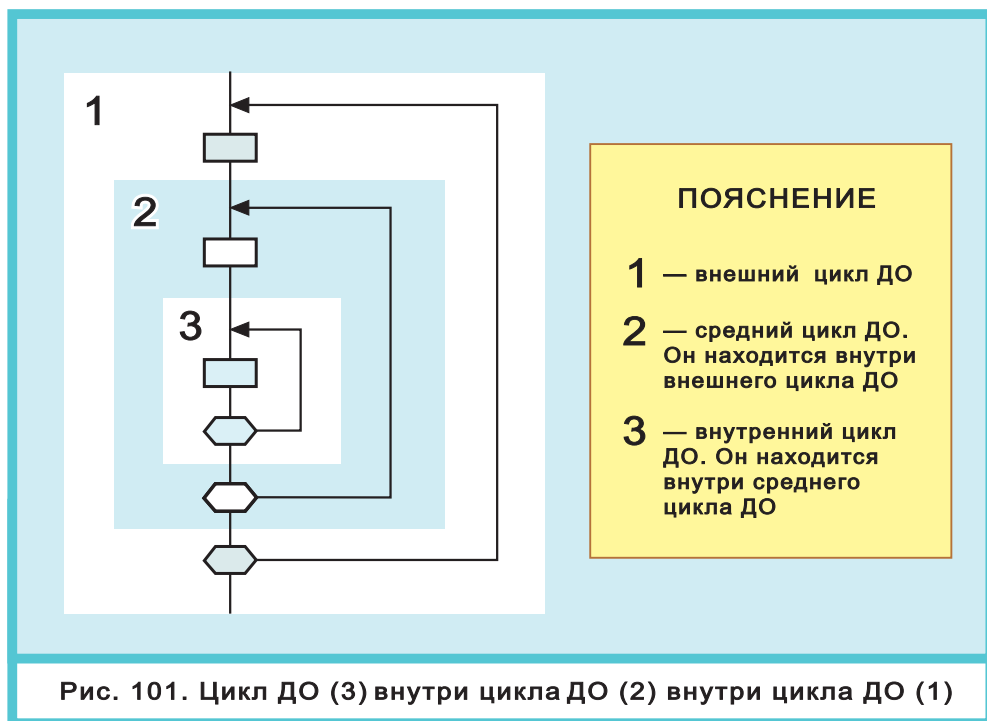 1
2
3
ПОЯСНЕНИЕ
1 — внешний цикл ДО
2 — средний цикл ДО.
Он находится внутри
внешнего цикла ДО
3 — внутренний цикл
ДО. Он находится
внутри среднего
цикла ДО
Рис. 101. Цикл ДО (3) внутри цикла ДО (2) внутри цикла ДО (1)